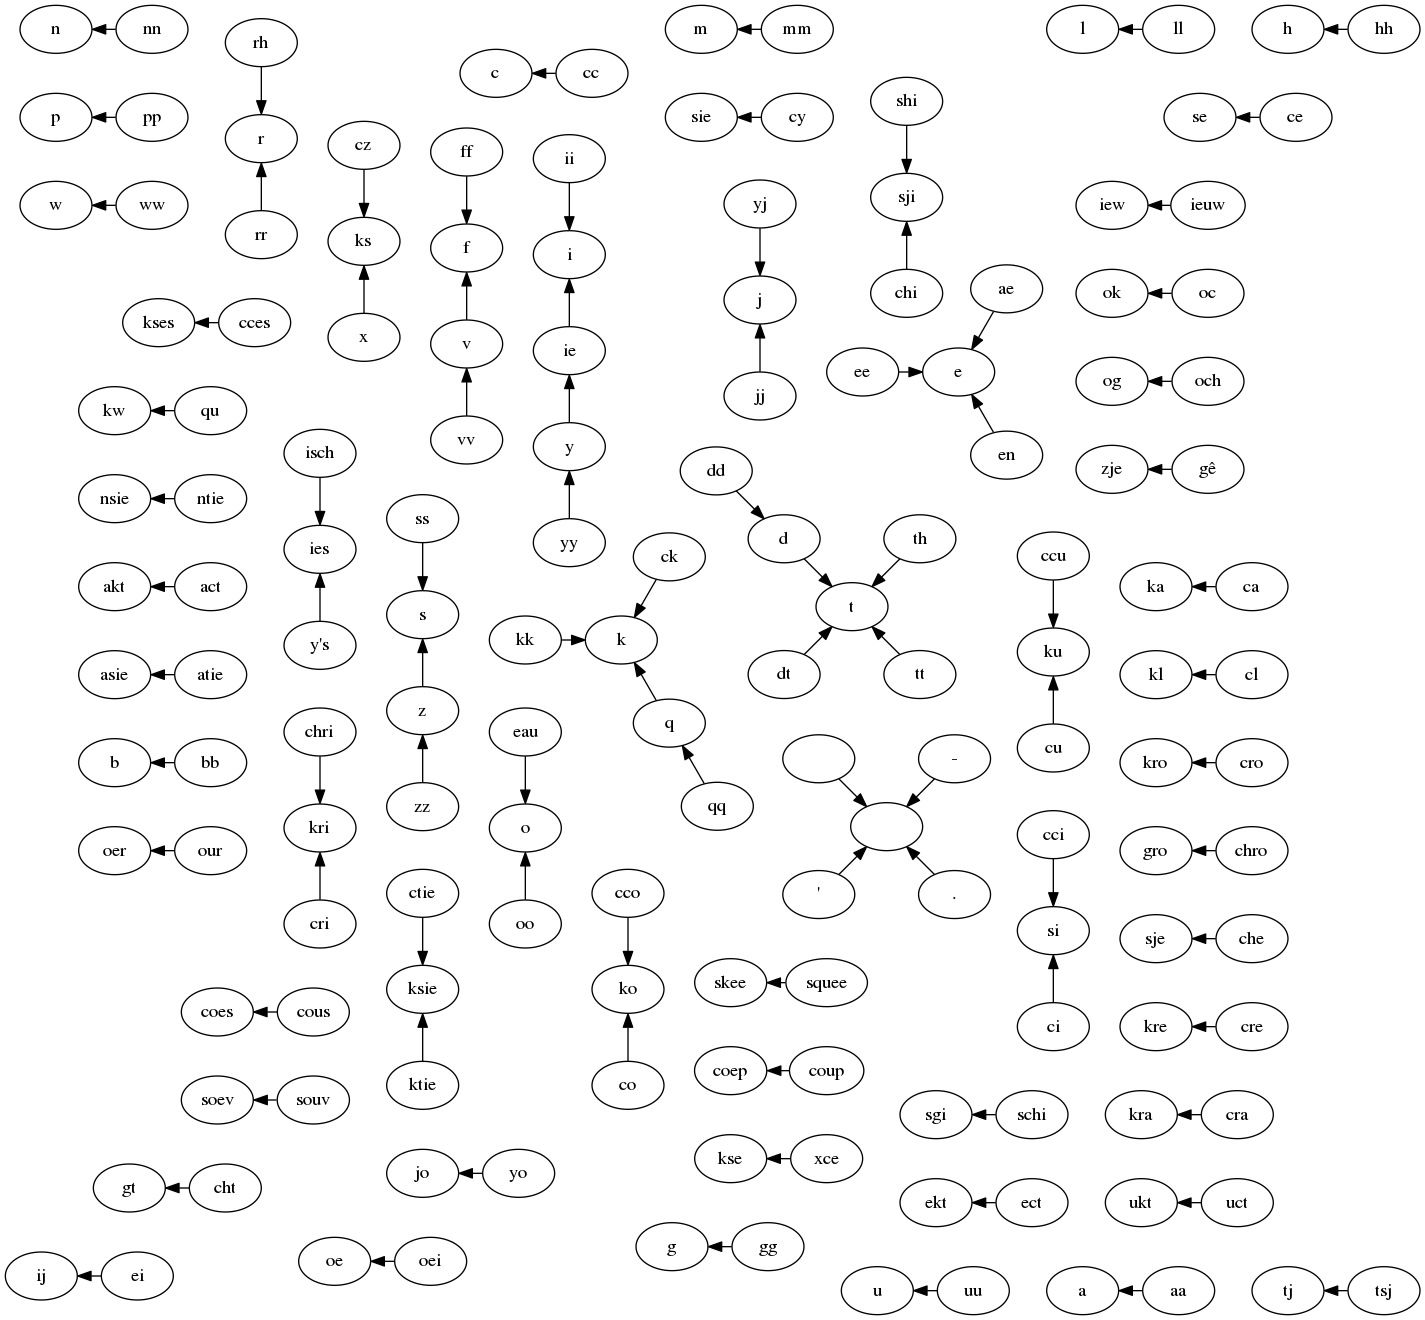 n nn
rh
m mm
l ll
h hh
c cc
p pp
r
cz
ff
ii
sie cy
shi
se ce
w ww
rr
ks
f
i
yj
sji
iew ieuw
kses cces
x
v
ie
j
chi
ae
ok oc
ee e
og och
kw qu
isch
vv
y
jj
en
zje gê
nsie ntie
ies
ss
yy
ck
dd
d th
ccu
akt act
y's
s
kk k
t
ku
ka ca
asie atie
z
q
dt tt
cu
kl cl
b bb
chri
zz
eau
qq
-
kro cro
oer our
kri
o
cci
gro chro
cri
ctie
oo
cco
' .
si
sje che
coes cous
ksie
ko
skee squee
ci
kre cre
soev souv
ktie
co
coep coup
sgi schi
kra cra
gt cht
jo yo
kse xce
ekt ect
ukt uct
ij ei
oe oei
g gg
u uu
a aa
tj tsj